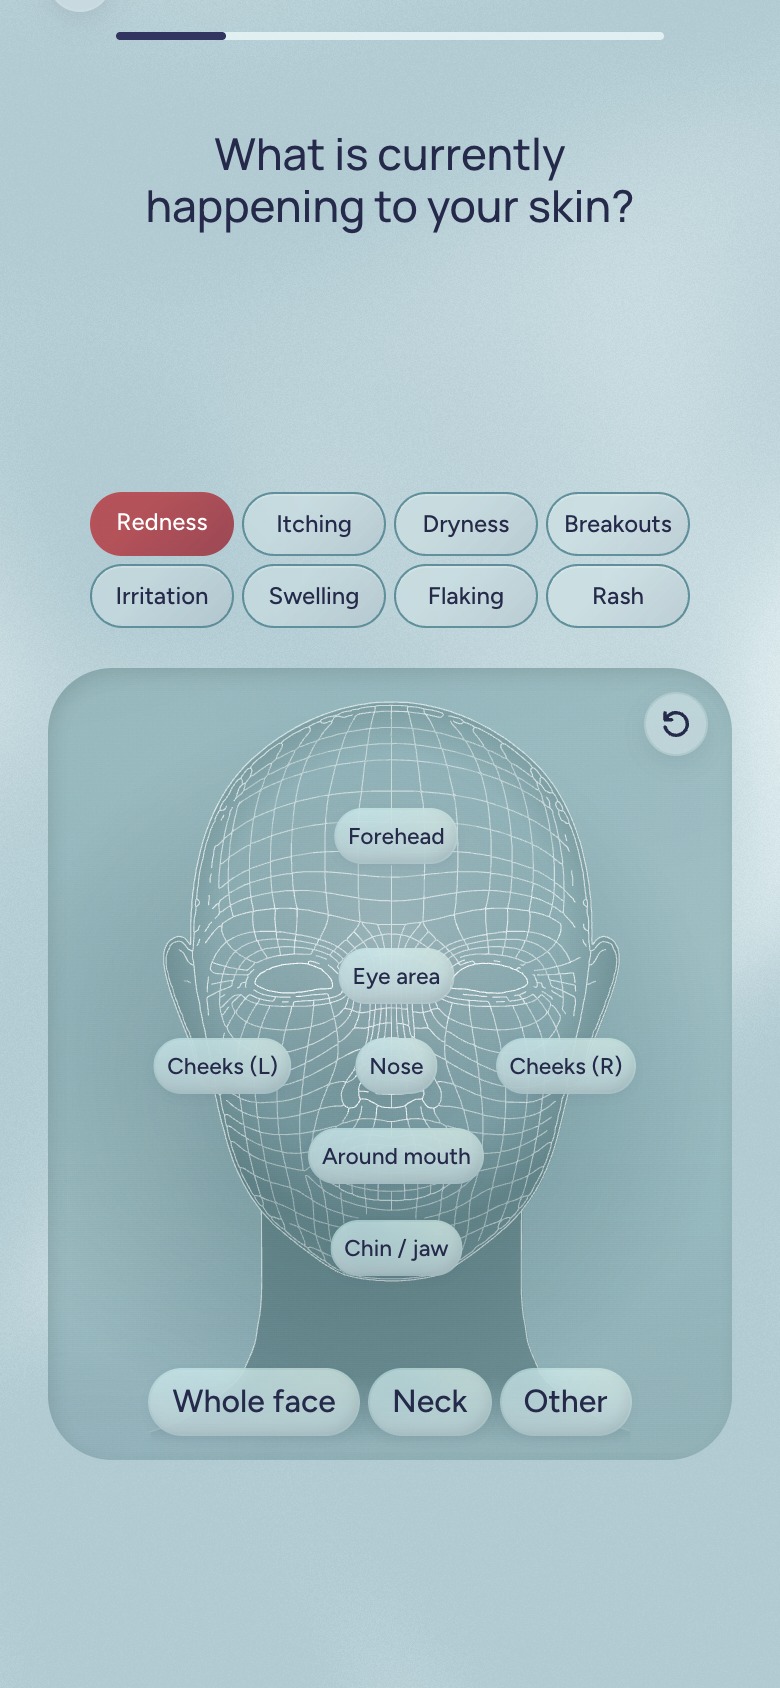 What is currently
happening to your skin?
Redness
Itching
Dryness
Breakouts
Irritation
Swelling
Flaking
Rash
Forehead
Eye area
Cheeks (L)
Nose
Cheeks (R)
Around mouth
Chin / jaw
Whole face
Neck
Other